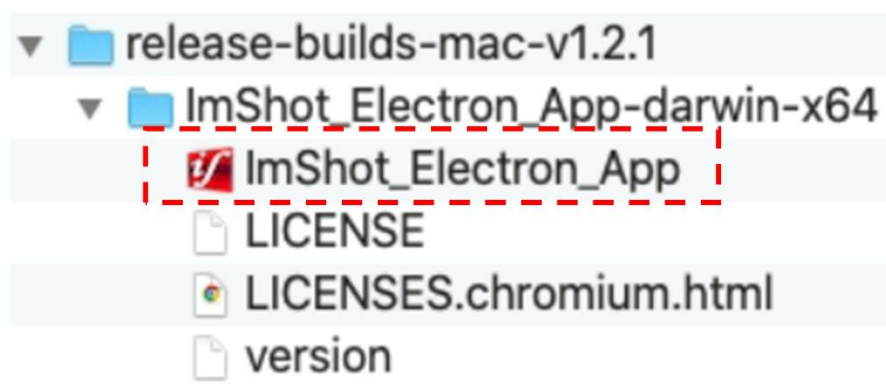 release-builds-mac-v1.2.1
ImShot_Electron_App-darwin-x64
ImShot_Electron_App
LICENSE
LICENSES.chromium.html
version